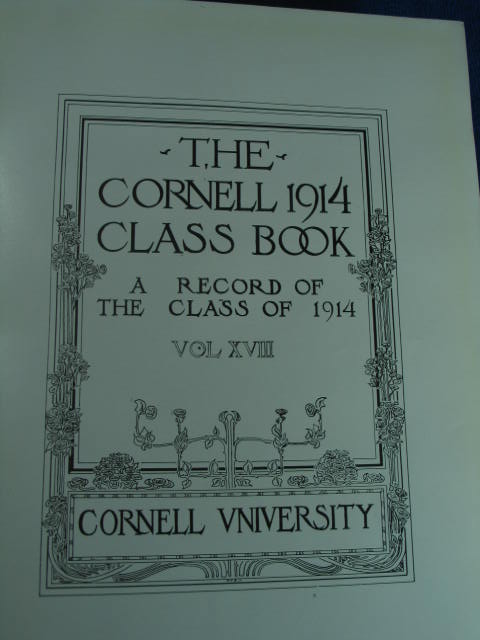 THE
CORNELL 1914
CLASS BOOK
A RECORD OF
THE CLASS OF 1914
VOL XVIII
CORNELL VNIVERSITY